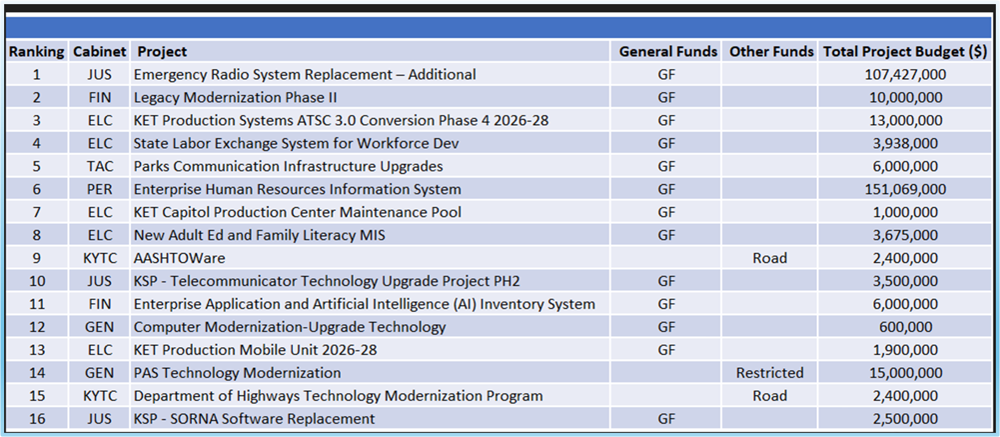 Ranking Cabinet Project General Funds Other Funds Total Project Budget ($)
1 JUS Emergency Radio System Replacement – Additional GF 107,427,000
2 FIN Legacy Modernization Phase II GF 10,000,000
3 ELC KET Production Systems ATSC 3.0 Conversion Phase 4 2026-28 GF 13,000,000
4 ELC State Labor Exchange System for Workforce Dev GF 3,938,000
5 TAC Parks Communication Infrastructure Upgrades GF 6,000,000
6 PER Enterprise Human Resources Information System GF 151,069,000
7 ELC KET Capitol Production Center Maintenance Pool GF 1,000,000
8 ELC New Adult Ed and Family Literacy MIS GF 3,675,000
9 KYTC AASHTOWare Road 2,400,000
10 JUS KSP - Telecommunicator Technology Upgrade Project PH2 GF 3,500,000
11 FIN Enterprise Application and Artificial Intelligence (AI) Inventory System GF 6,000,000
12 GEN Computer Modernization-Upgrade Technology GF 600,000
13 ELC KET Production Mobile Unit 2026-28 GF 1,900,000
14 GEN PAS Technology Modernization Restricted 15,000,000
15 KYTC Department of Highways Technology Modernization Program Road 2,400,000
16 JUS KSP - SORNA Software Replacement GF 2,500,000